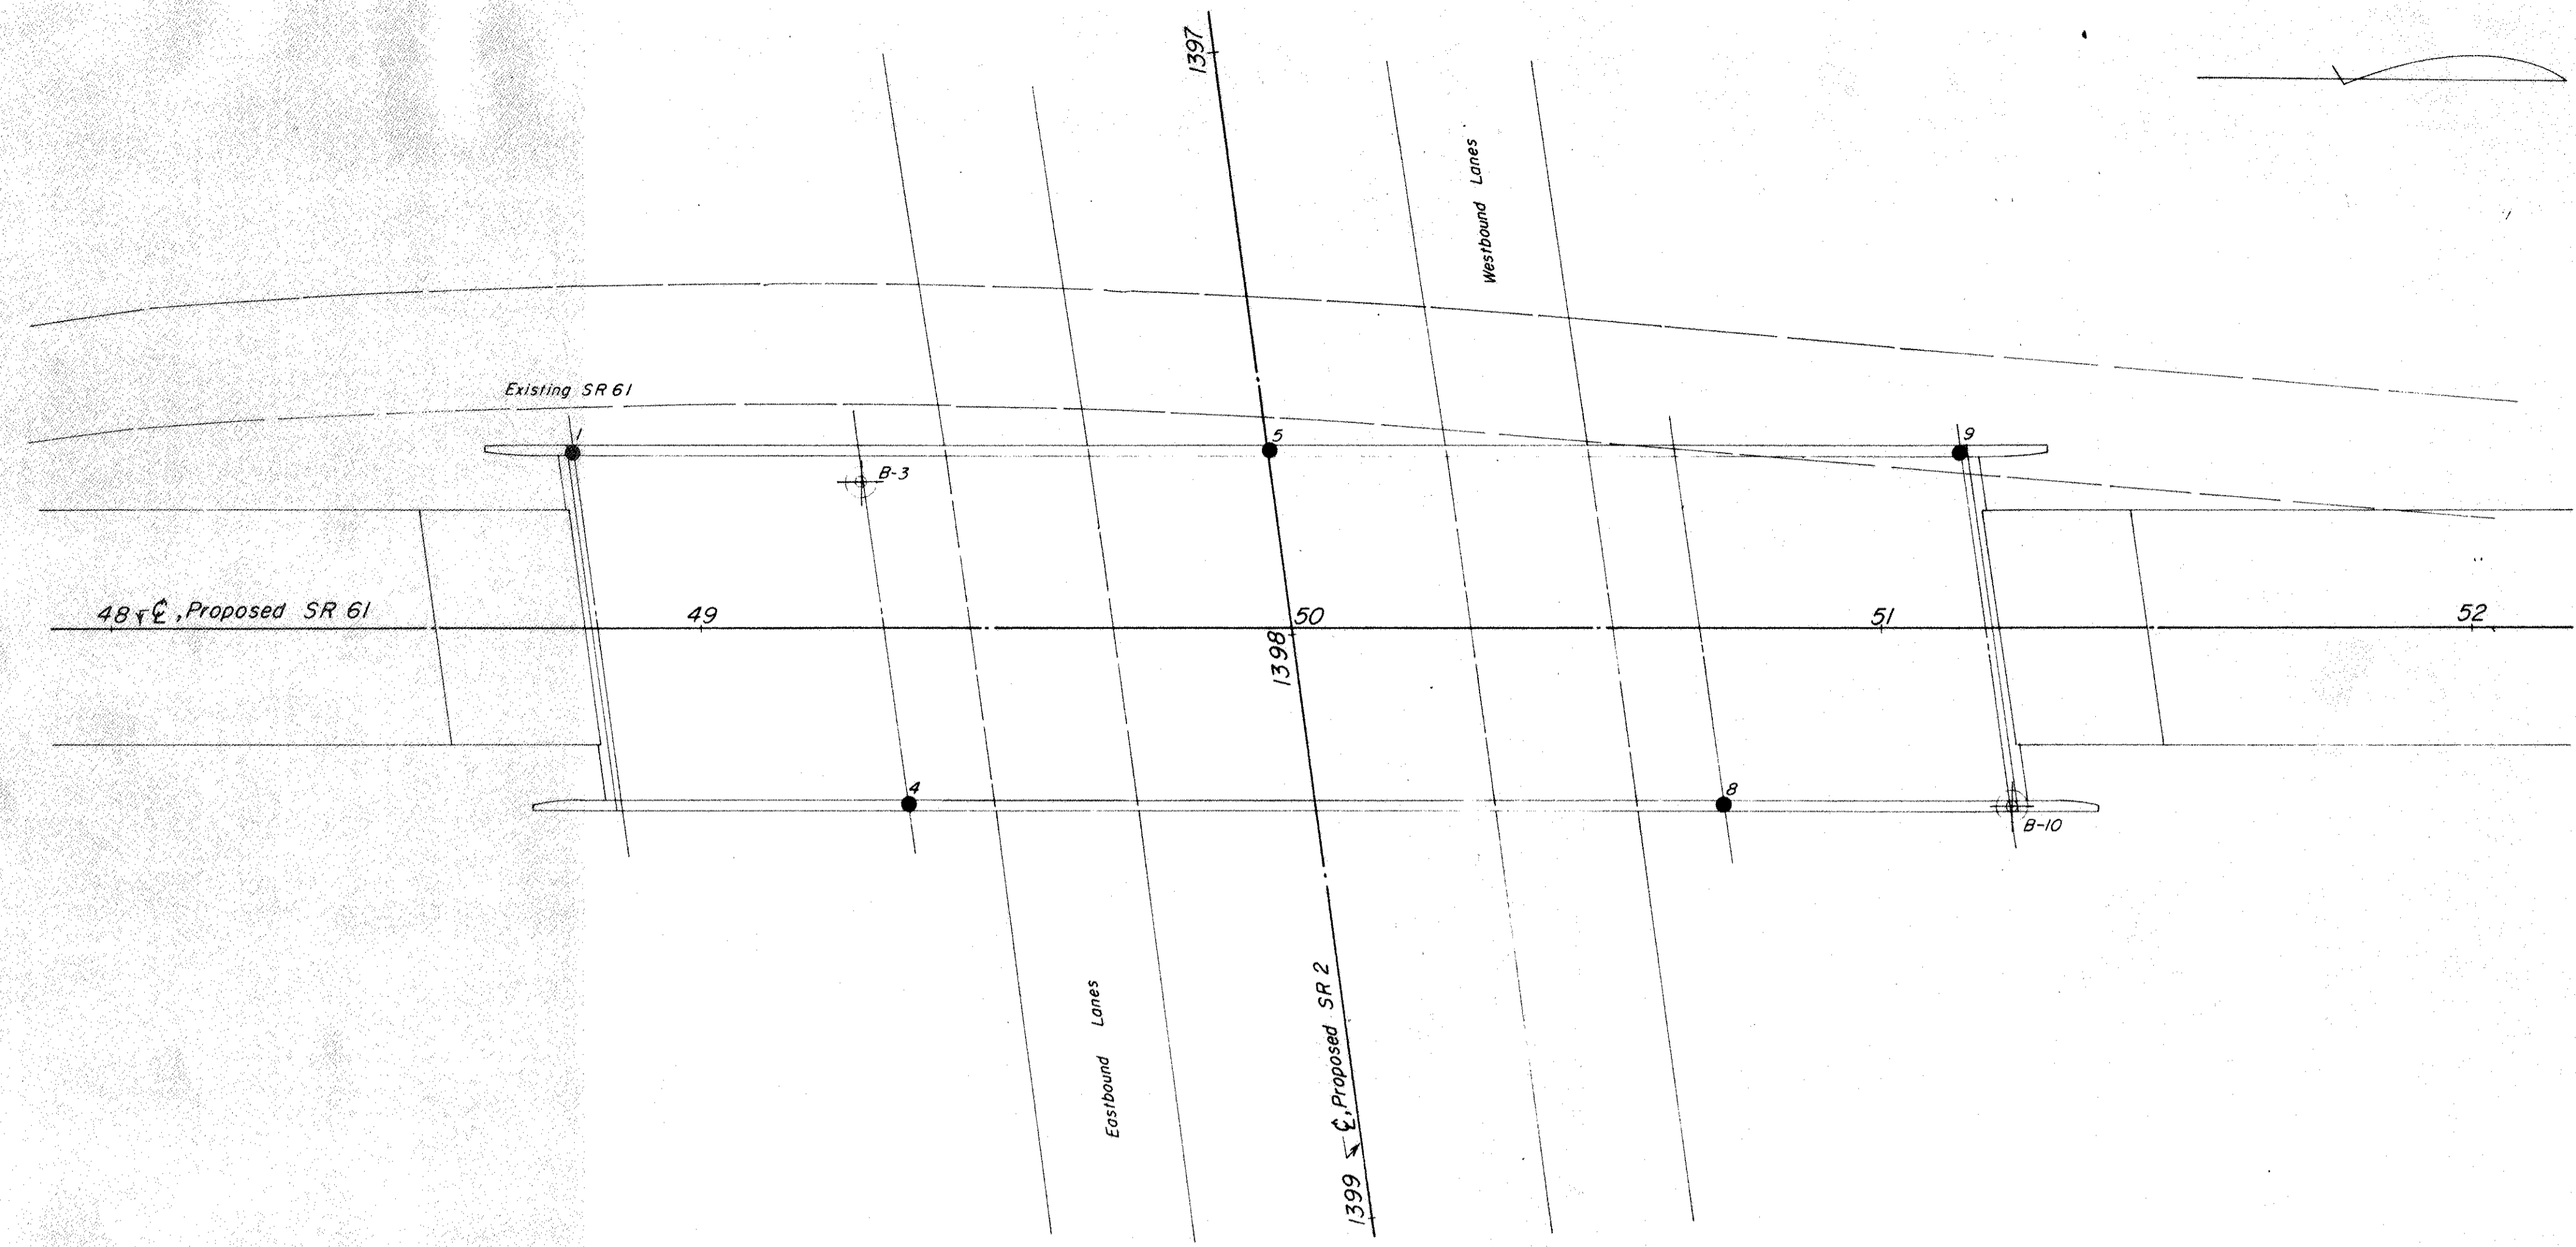 1397
Westbound Lanes
Existing SR 61
1
5
9
B-3
48 ℄, Proposed SR 61
49
50
51
52
1398
4
8
B-10
Eastbound Lanes
℄, Proposed SR 2
1399